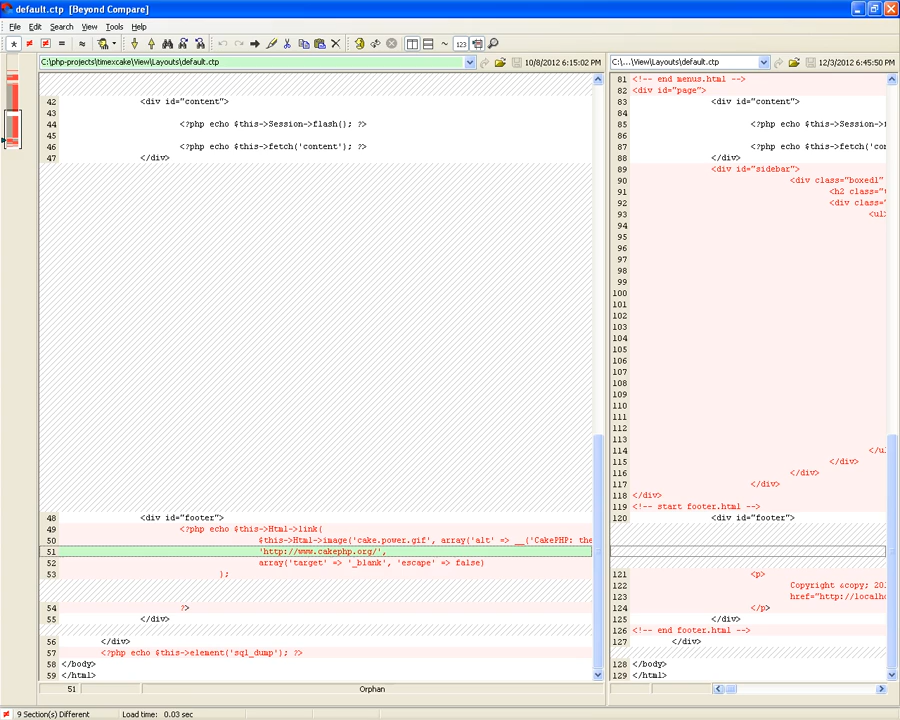 default.ctp [Beyond Compare]
File Edit Search View Tools Help
C:\php-projects\timexcake\View\Layouts\default.ctp 10/8/2012 6:15:02 PM
42 <div id="content">
43
44 <?php echo $this->Session->flash(); ?>
45
46 <?php echo $this->fetch('content'); ?>
47 </div>
48 <div id="footer">
49 <?php echo $this->Html->link(
50 $this->Html->image('cake.power.gif', array('alt' => __('CakePHP: the
51 'http://www.cakephp.org/',
52 array('target' => '_blank', 'escape' => false)
53 );
54 ?>
55 </div>
56 </div>
57 <?php echo $this->element('sql_dump'); ?>
58 </body>
59 </html>
51 Orphan
C:\...\View\Layouts\default.ctp 12/3/2012 6:45:50 PM
81 <!-- end menus.html -->
82 <div id="page">
83 <div id="content">
84
85 <?php echo $this->Session->
86
87 <?php echo $this->fetch('co
88 </div>
89 <div id="sidebar">
90 <div class="boxedl"
91 <h2 class="
92 <div class="
93 <ul>
94
95
96
97
98
99
100
101
102
103
104
105
106
107
108
109
110
111
112
113
114 </ul
115 </div>
116 </div>
117 </div>
118 </div>
119 <!-- start footer.html -->
120 <div id="footer">
121 <p>
122 Copyright &copy; 20
123 href="http://localh
124 </p>
125 </div>
126 <!-- end footer.html -->
127 </div>
128 </body>
129 </html>
9 Section(s) Different Load time: 0.03 sec